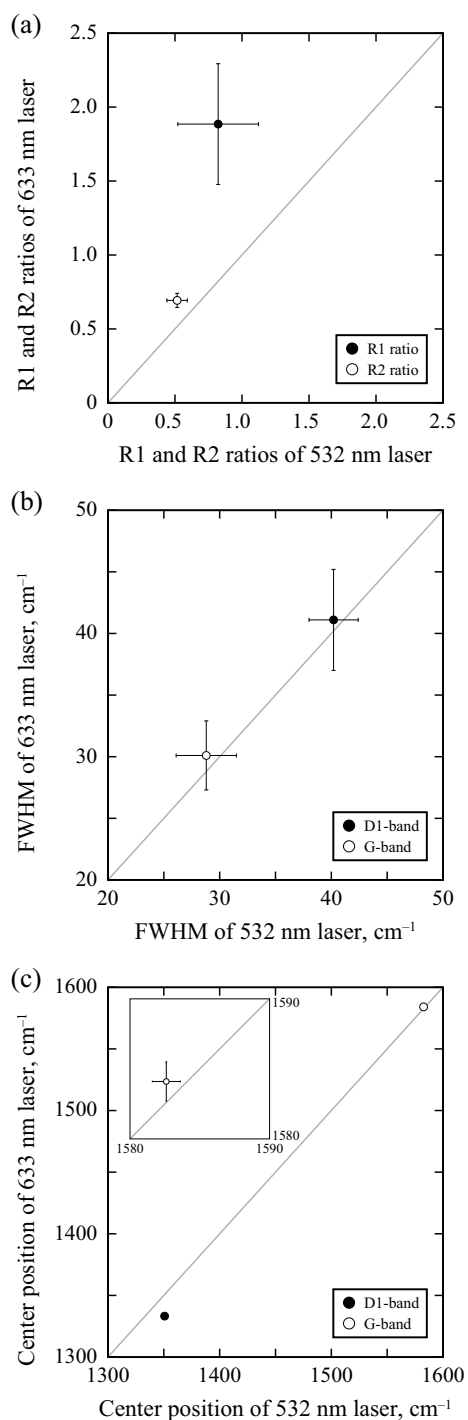 (a)
R1 and R2 ratios of 633 nm laser
2.5
2.0
1.5
1.0
0.5
0
R1 ratio
R2 ratio
0 0.5 1.0 1.5 2.0 2.5
R1 and R2 ratios of 532 nm laser
(b)
FWHM of 633 nm laser, cm⁻¹
50
40
30
20
D1-band
G-band
20 30 40 50
FWHM of 532 nm laser, cm⁻¹
(c)
Center position of 633 nm laser, cm⁻¹
1600
1500
1400
1300
1590
1580
1580 1590
D1-band
G-band
1300 1400 1500 1600
Center position of 532 nm laser, cm⁻¹